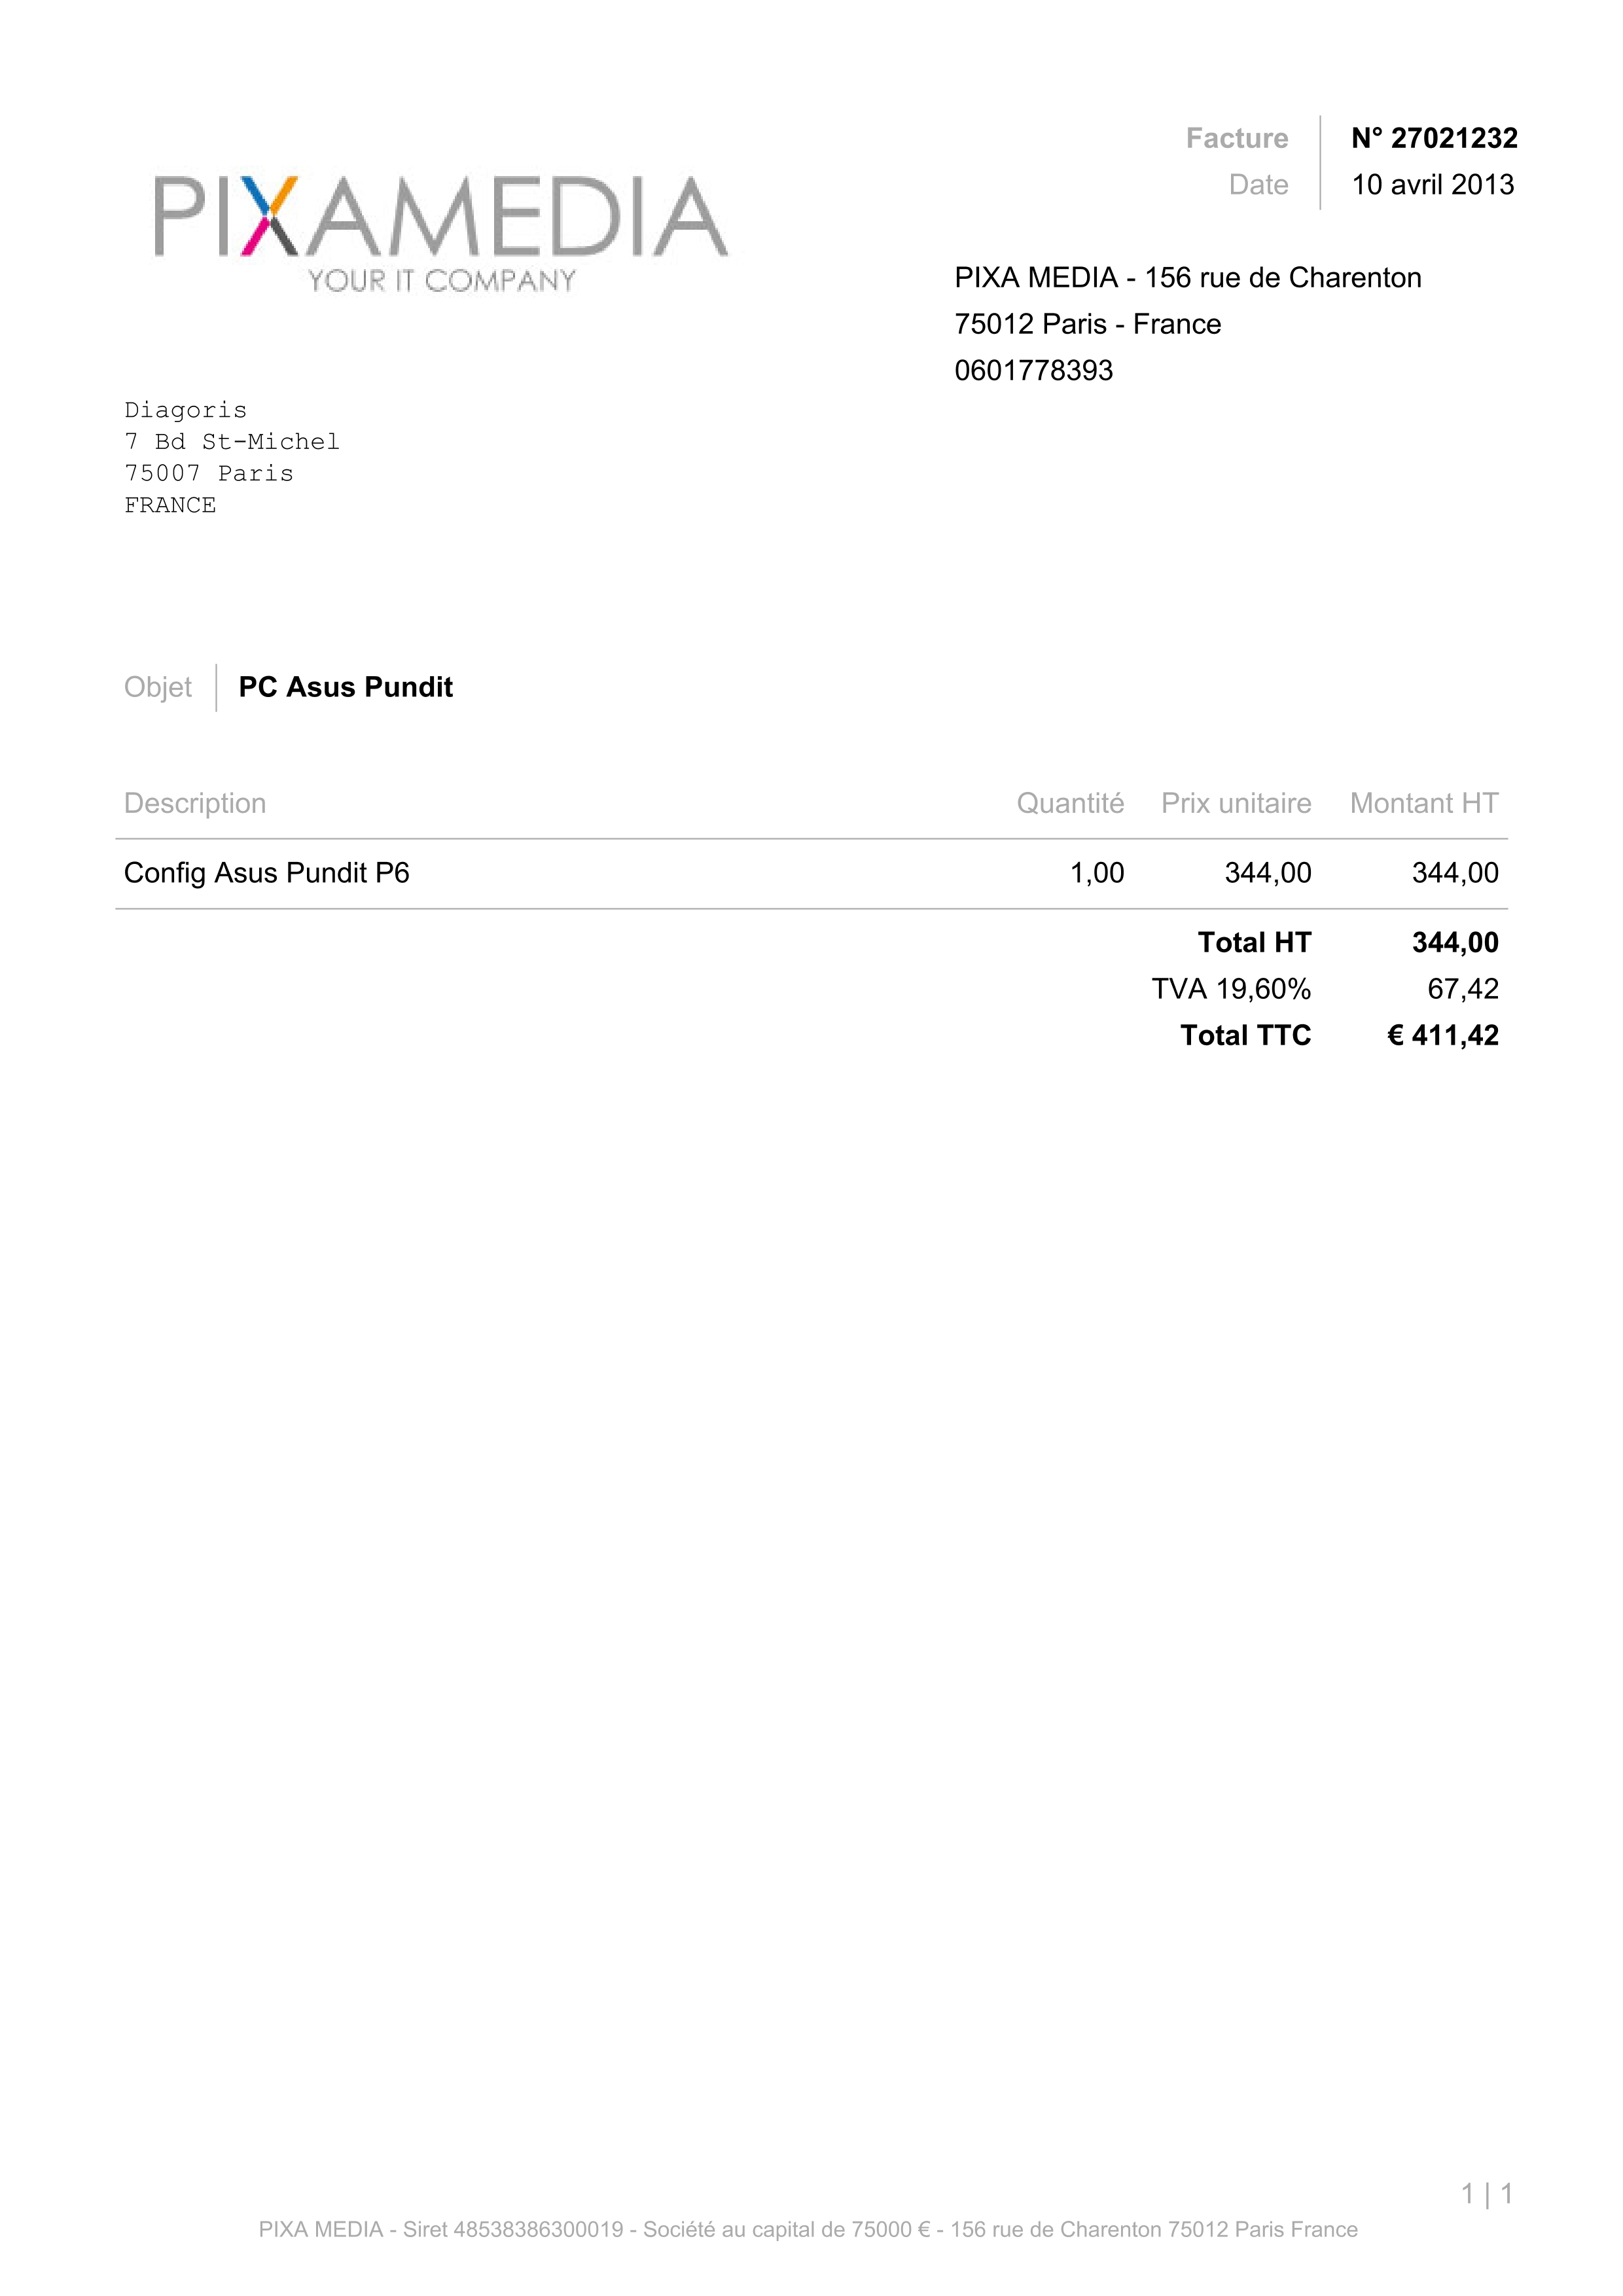 PIXAMEDIA
YOUR IT COMPANY
Facture N° 27021232
Date 10 avril 2013
PIXA MEDIA - 156 rue de Charenton
75012 Paris - France
0601778393
Diagoris
7 Bd St-Michel
75007 Paris
FRANCE
Objet PC Asus Pundit
Description Quantité Prix unitaire Montant HT
Config Asus Pundit P6 1,00 344,00 344,00
Total HT 344,00
TVA 19,60% 67,42
Total TTC € 411,42
1 | 1
PIXA MEDIA - Siret 48538386300019 - Société au capital de 75000 € - 156 rue de Charenton 75012 Paris France